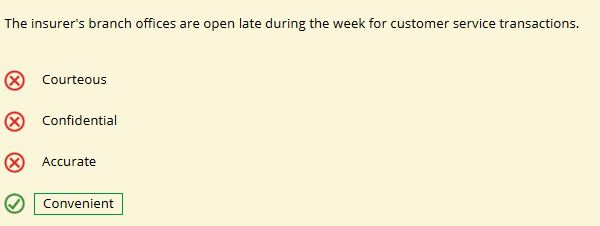 The insurer's branch offices are open late during the week for customer service transactions.
Courteous
Confidential
Accurate
Convenient